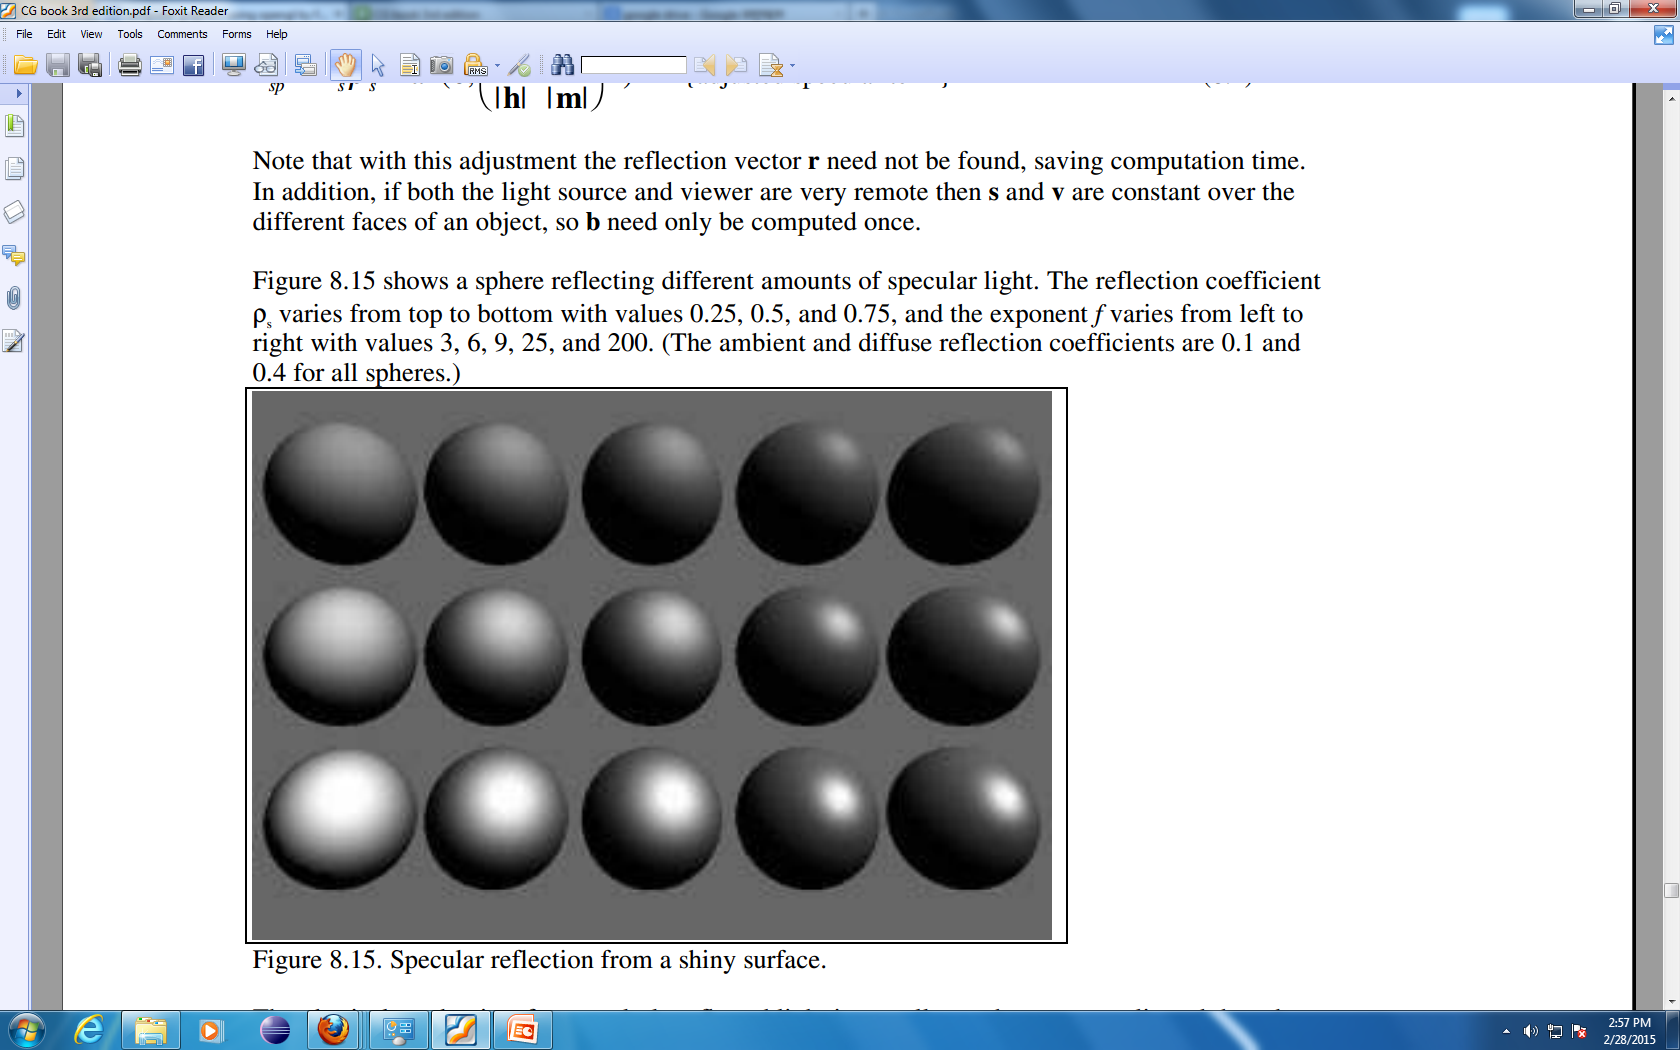 CG book 3rd edition.pdf - Foxit Reader
File Edit View Tools Comments Forms Help
RMS
sp s s
|h| |m|
Note that with this adjustment the reflection vector r need not be found, saving computation time.
In addition, if both the light source and viewer are very remote then s and v are constant over the
different faces of an object, so b need only be computed once.
Figure 8.15 shows a sphere reflecting different amounts of specular light. The reflection coefficient
ρs varies from top to bottom with values 0.25, 0.5, and 0.75, and the exponent f varies from left to
right with values 3, 6, 9, 25, and 200. (The ambient and diffuse reflection coefficients are 0.1 and
0.4 for all spheres.)
Figure 8.15. Specular reflection from a shiny surface.
2:57 PM
2/28/2015